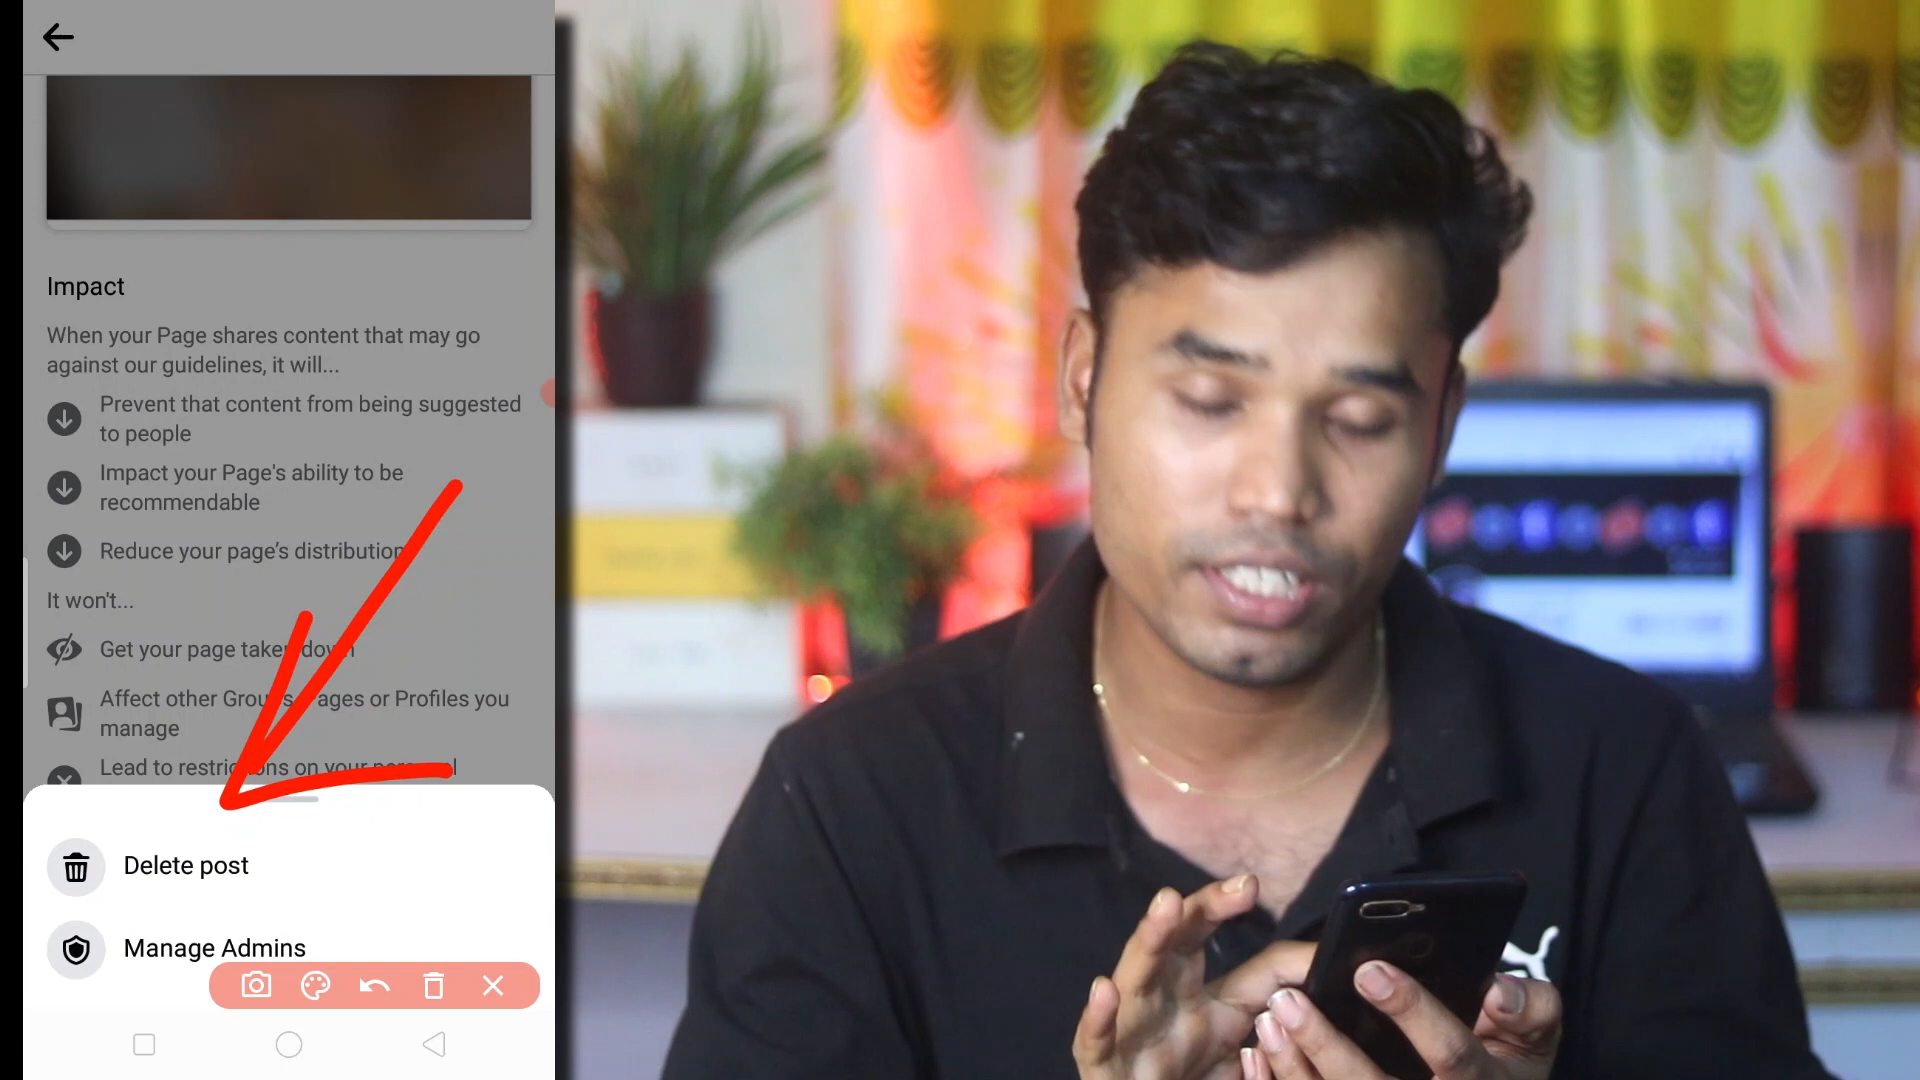 Impact
When your Page shares content that may go
against our guidelines, it will...
Prevent that content from being suggested
to people
Impact your Page's ability to be
recommendable
Reduce your page's distribution
It won't...
Get your page taken down
Affect other Groups, Pages or Profiles you
manage
Lead to restrictions on your personal
Delete post
Manage Admins